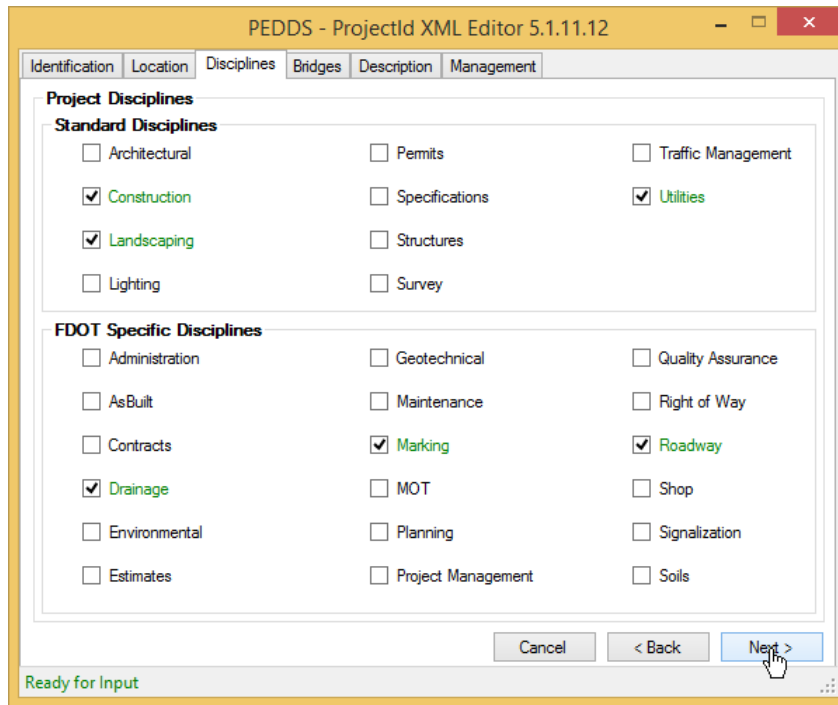 PEDDS - ProjectId XML Editor 5.1.11.12
Identification Location Disciplines Bridges Description Management
Project Disciplines
Standard Disciplines
Architectural Permits Traffic Management
Construction Specifications Utilities
Landscaping Structures
Lighting Survey
FDOT Specific Disciplines
Administration Geotechnical Quality Assurance
AsBuilt Maintenance Right of Way
Contracts Marking Roadway
Drainage MOT Shop
Environmental Planning Signalization
Estimates Project Management Soils
Cancel < Back Next >
Ready for Input